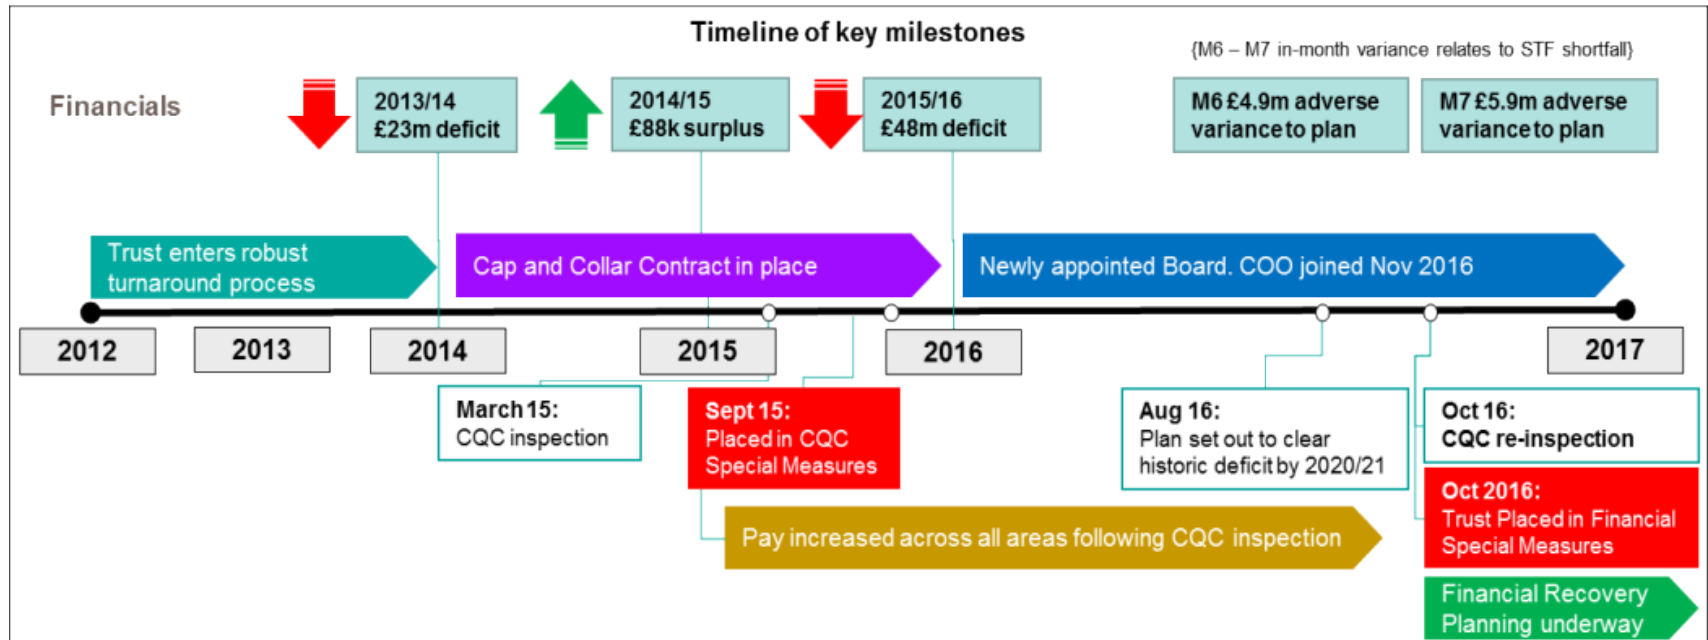 Timeline of key milestones
{M6 – M7 in-month variance relates to STF shortfall}
Financials
2013/14
£23m deficit
2014/15
£88k surplus
2015/16
£48m deficit
M6 £4.9m adverse
variance to plan
M7 £5.9m adverse
variance to plan
Trust enters robust
turnaround process
Cap and Collar Contract in place
Newly appointed Board. COO joined Nov 2016
2012
2013
2014
2015
2016
2017
March 15:
CQC inspection
Sept 15:
Placed in CQC
Special Measures
Aug 16:
Plan set out to clear
historic deficit by 2020/21
Oct 16:
CQC re-inspection
Oct 2016:
Trust Placed in Financial
Special Measures
Pay increased across all areas following CQC inspection
Financial Recovery
Planning underway